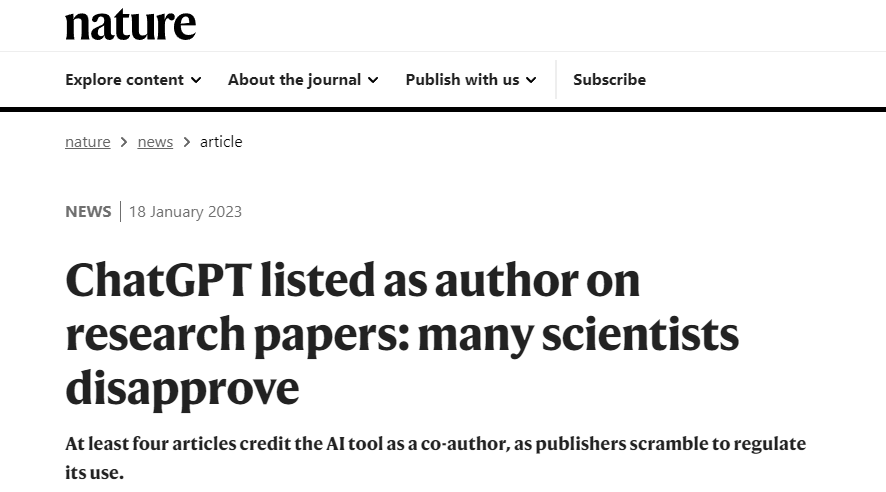 nature
Explore content About the journal Publish with us Subscribe
nature > news > article
NEWS | 18 January 2023
ChatGPT listed as author on
research papers: many scientists
disapprove
At least four articles credit the AI tool as a co-author, as publishers scramble to regulate
its use.